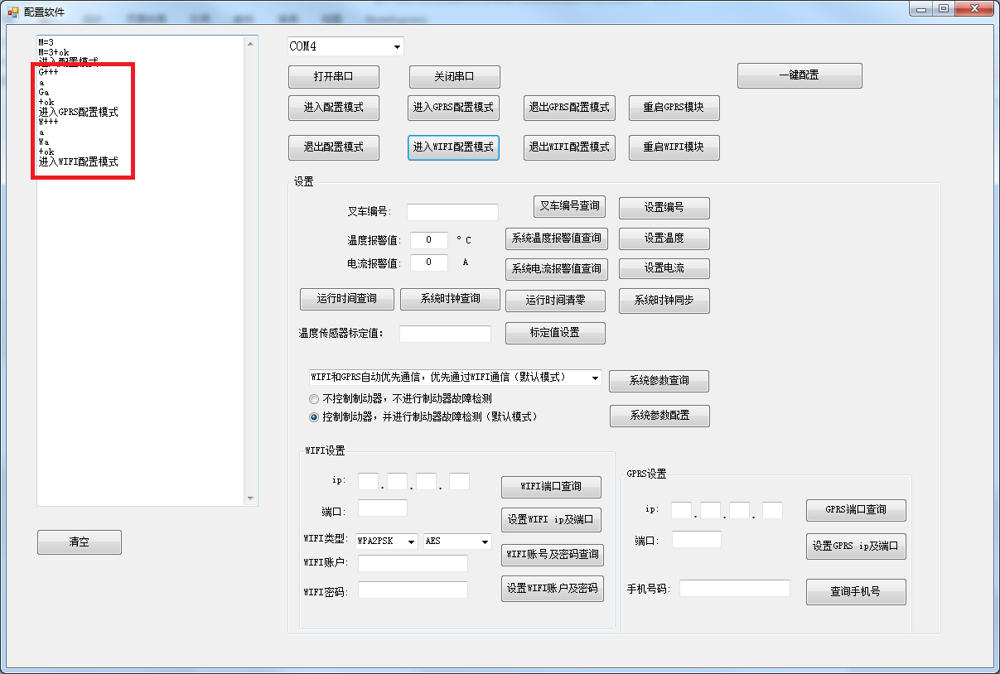 配置软件
M=3
M=3+ok
进入配置模式
G+++
a
Ga
+ok
进入GPRS配置模式
W+++
a
Wa
+ok
进入WIFI配置模式
清空
COM4
打开串口 关闭串口 一键配置
进入配置模式 进入GPRS配置模式 退出GPRS配置模式 重启GPRS模块
退出配置模式 进入WIFI配置模式 退出WIFI配置模式 重启WIFI模块
设置
叉车编号: 叉车编号查询 设置编号
温度报警值: 0 °C 系统温度报警值查询 设置温度
电流报警值: 0 A 系统电流报警值查询 设置电流
运行时间查询 系统时钟查询 运行时间清零 系统时钟同步
温度传感器标定值: 标定值设置
WIFI和GPRS自动优先通信，优先通过WIFI通信（默认模式） 系统参数查询
不控制制动器，不进行制动器故障检测
控制制动器，并进行制动器故障检测（默认模式） 系统参数配置
WIFI设置
ip: . . . WIFI端口查询
端口: 设置WIFI ip及端口
WIFI类型: WPA2PSK AES
WIFI账户: WIFI账号及密码查询
WIFI密码: 设置WIFI账户及密码
GPRS设置
ip: . . . GPRS端口查询
端口: 设置GPRS ip及端口
手机号码: 查询手机号